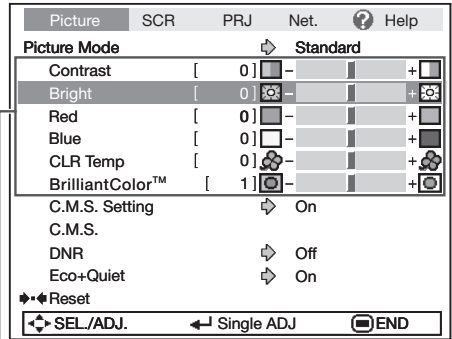 Picture SCR PRJ Net. ? Help
Picture Mode Standard
Contrast [ 0 ] - +
Bright [ 0 ] - +
Red [ 0 ] - +
Blue [ 0 ] - +
CLR Temp [ 0 ] - +
BrilliantColor™ [ 1 ] - +
C.M.S. Setting On
C.M.S.
DNR Off
Eco+Quiet On
Reset
SEL./ADJ. Single ADJ END